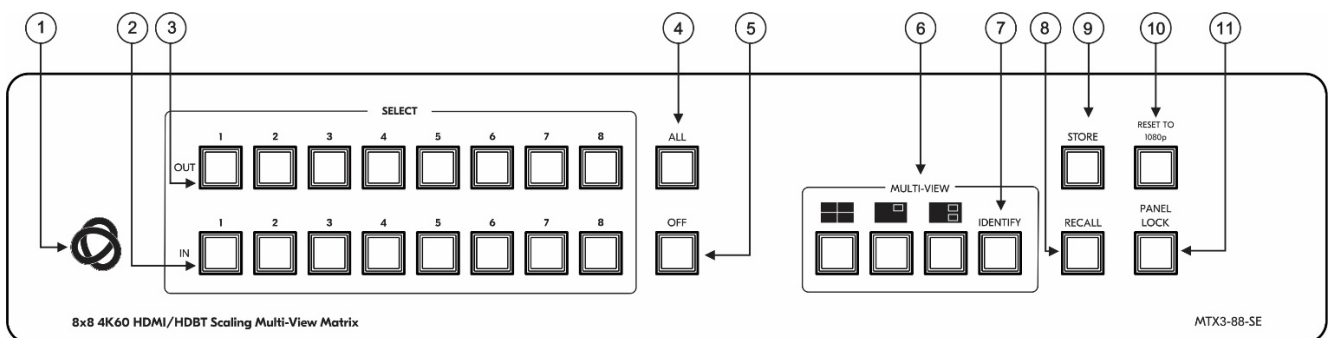 1 2 3 4 5 6 7 8 9 10 11
SELECT
1 2 3 4 5 6 7 8
OUT
ALL
STORE
RESET TO
1080p
1 2 3 4 5 6 7 8
IN
OFF
MULTI-VIEW
IDENTIFY
RECALL
PANEL
LOCK
8x8 4K60 HDMI/HDBT Scaling Multi-View Matrix
MTX3-88-SE